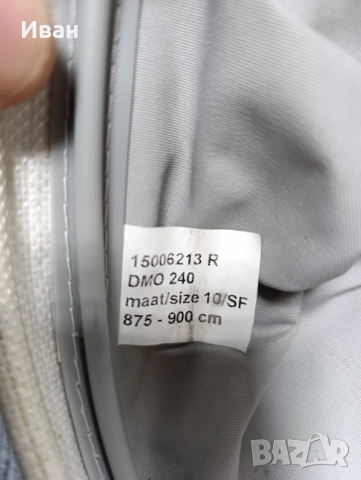 Иван
15006213 R
DMO 240
maat/size 10/SF
875 - 900 cm
BAZAR